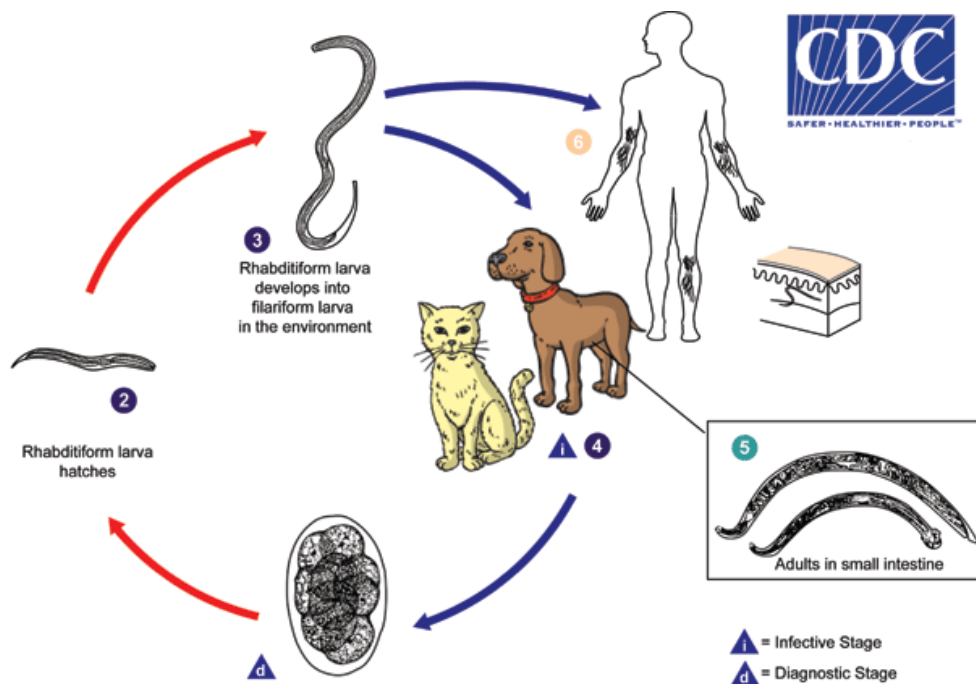 CDC
SAFER • HEALTHIER • PEOPLE™
6
3
Rhabditiform larva
develops into
filariform larva
in the environment
2
Rhabditiform larva
hatches
i 4
5
Adults in small intestine
d
i = Infective Stage
d = Diagnostic Stage